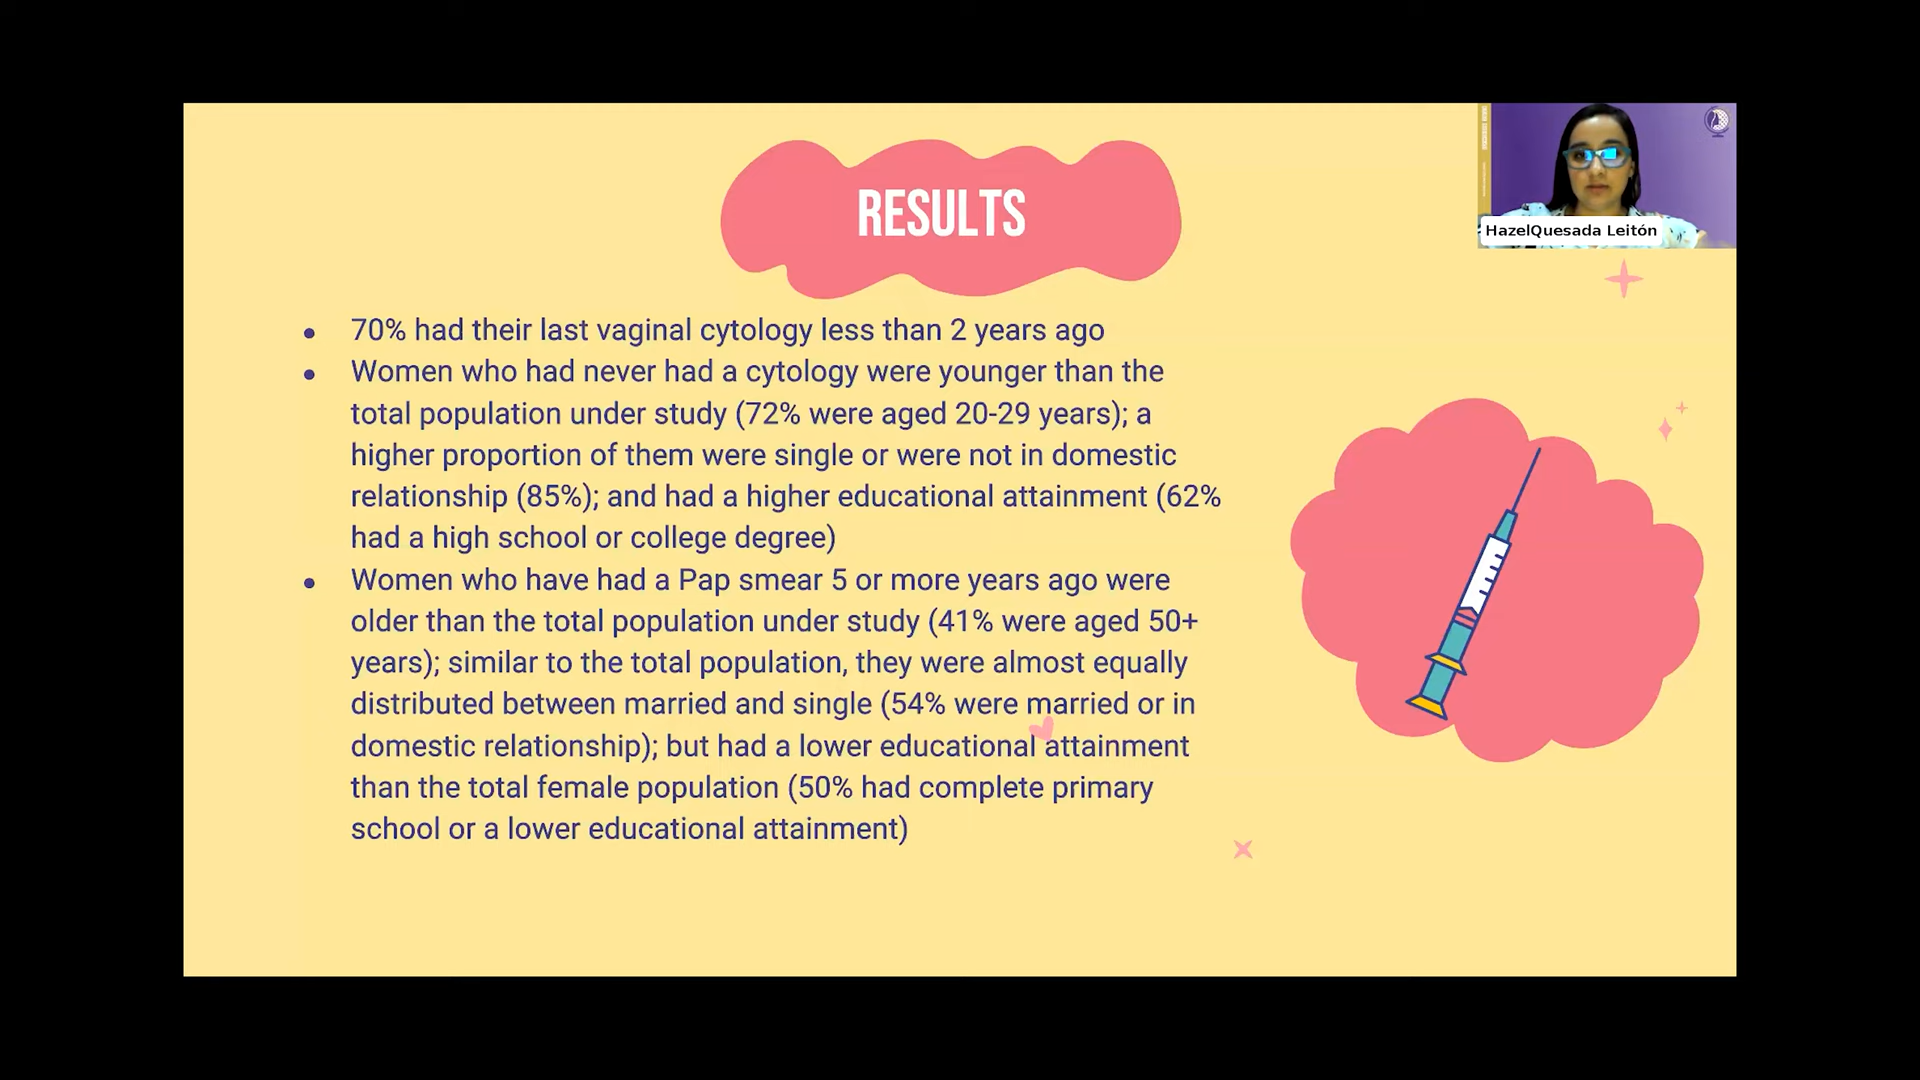 RESULTS
HazelQuesada Leitón
● 70% had their last vaginal cytology less than 2 years ago
● Women who had never had a cytology were younger than the
total population under study (72% were aged 20-29 years); a
higher proportion of them were single or were not in domestic
relationship (85%); and had a higher educational attainment (62%
had a high school or college degree)
● Women who have had a Pap smear 5 or more years ago were
older than the total population under study (41% were aged 50+
years); similar to the total population, they were almost equally
distributed between married and single (54% were married or in
domestic relationship); but had a lower educational attainment
than the total female population (50% had complete primary
school or a lower educational attainment)